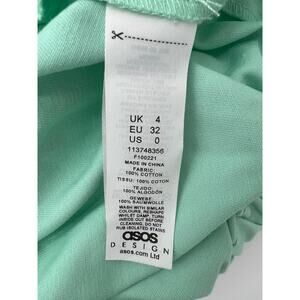 UK 4
EU 32
US 0
113748356
F100221
MADE IN CHINA
FABRIC:
100% COTTON
TISSU: 100% COTON
TEJIDO:
100% ALGODÓN
GEWEBE:
100% BAUMWOLLE
WASH WITH SIMILAR
COLOURS. RESHAPE
WHILST DAMP. TURN
INSIDE OUT. DO NOT
RUB ISOLATED STAINS
asos
DESIGN
asos.com Ltd